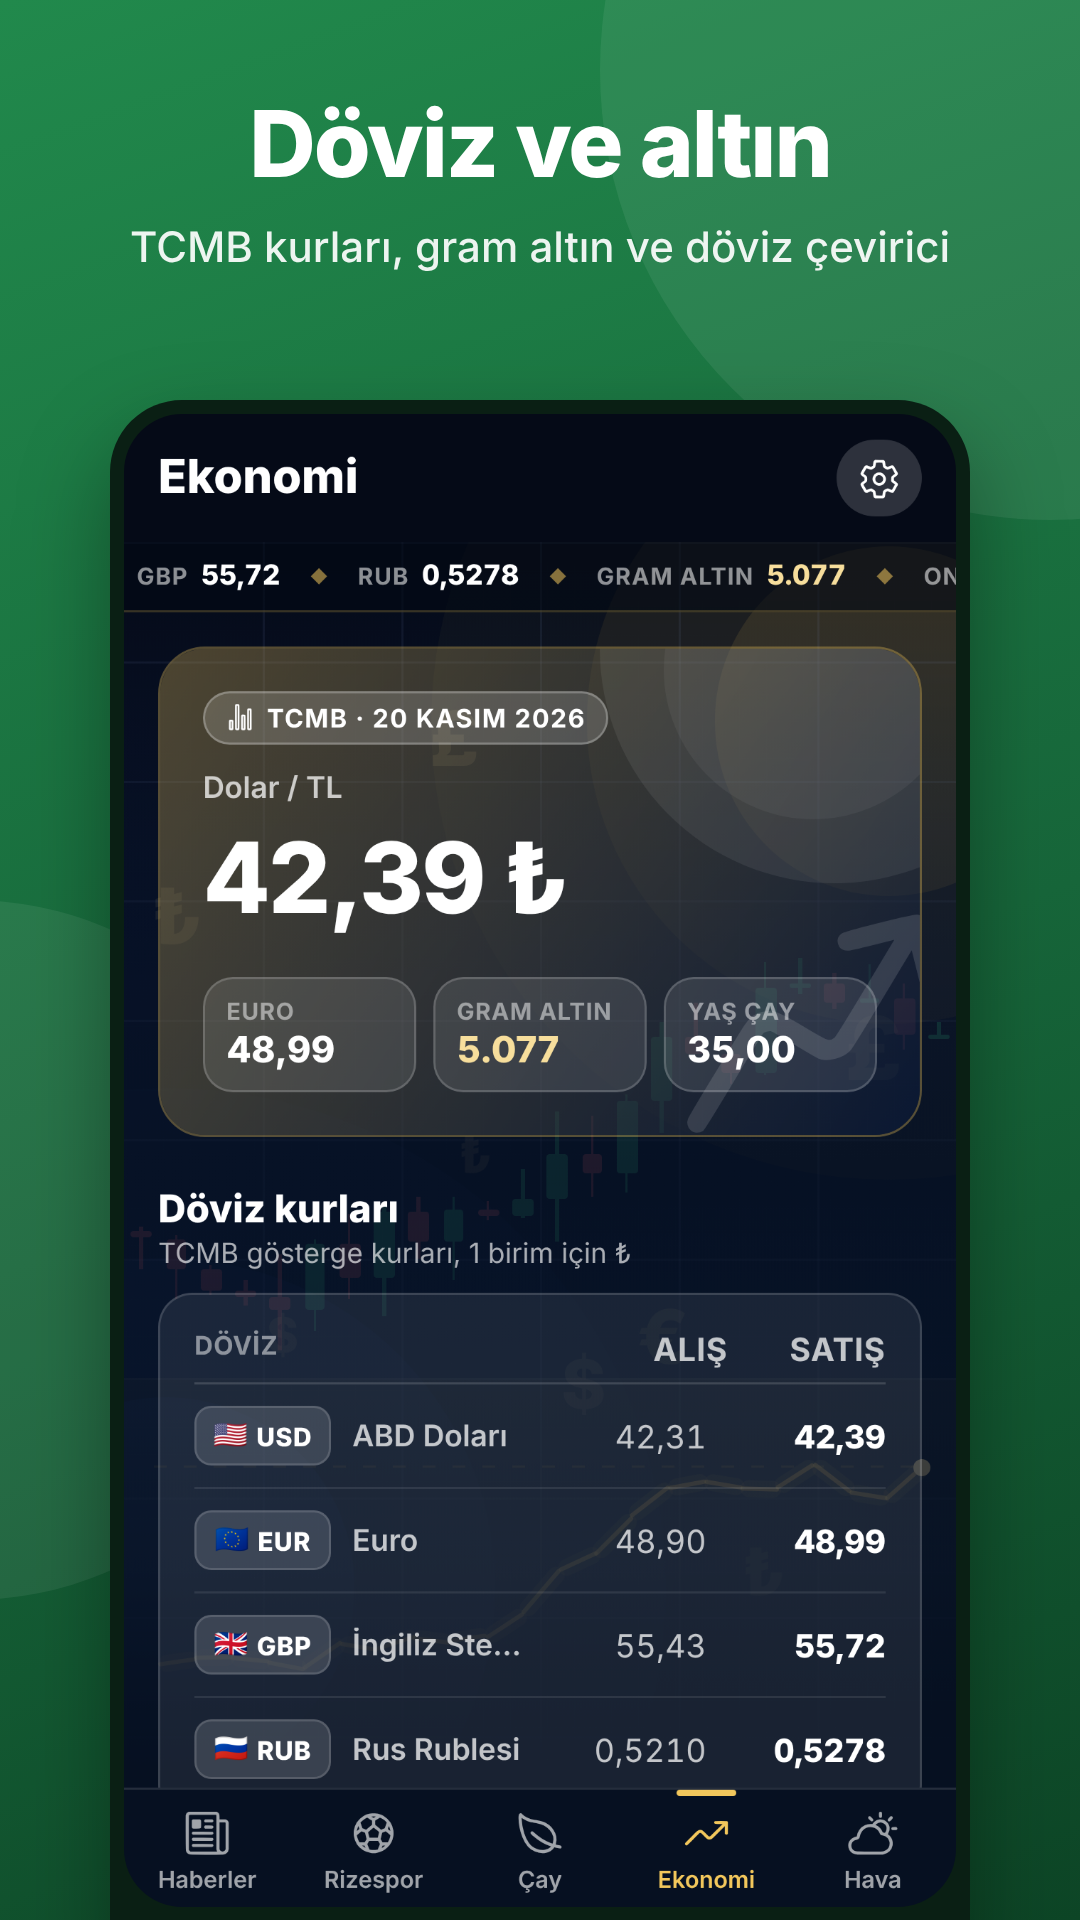 Döviz ve altın
TCMB kurları, gram altın ve döviz çevirici
Ekonomi
GBP 55,72 ◆ RUB 0,5278 ◆ GRAM ALTIN 5.077 ◆ ON
TCMB · 20 KASIM 2026
Dolar / TL
42,39 ₺
EURO GRAM ALTIN YAŞ ÇAY
48,99 5.077 35,00
Döviz kurları
TCMB gösterge kurları, 1 birim için ₺
DÖVİZ ALIŞ SATIŞ
USD ABD Doları 42,31 42,39
EUR Euro 48,90 48,99
GBP İngiliz Ste... 55,43 55,72
RUB Rus Rublesi 0,5210 0,5278
Haberler Rizespor Çay Ekonomi Hava